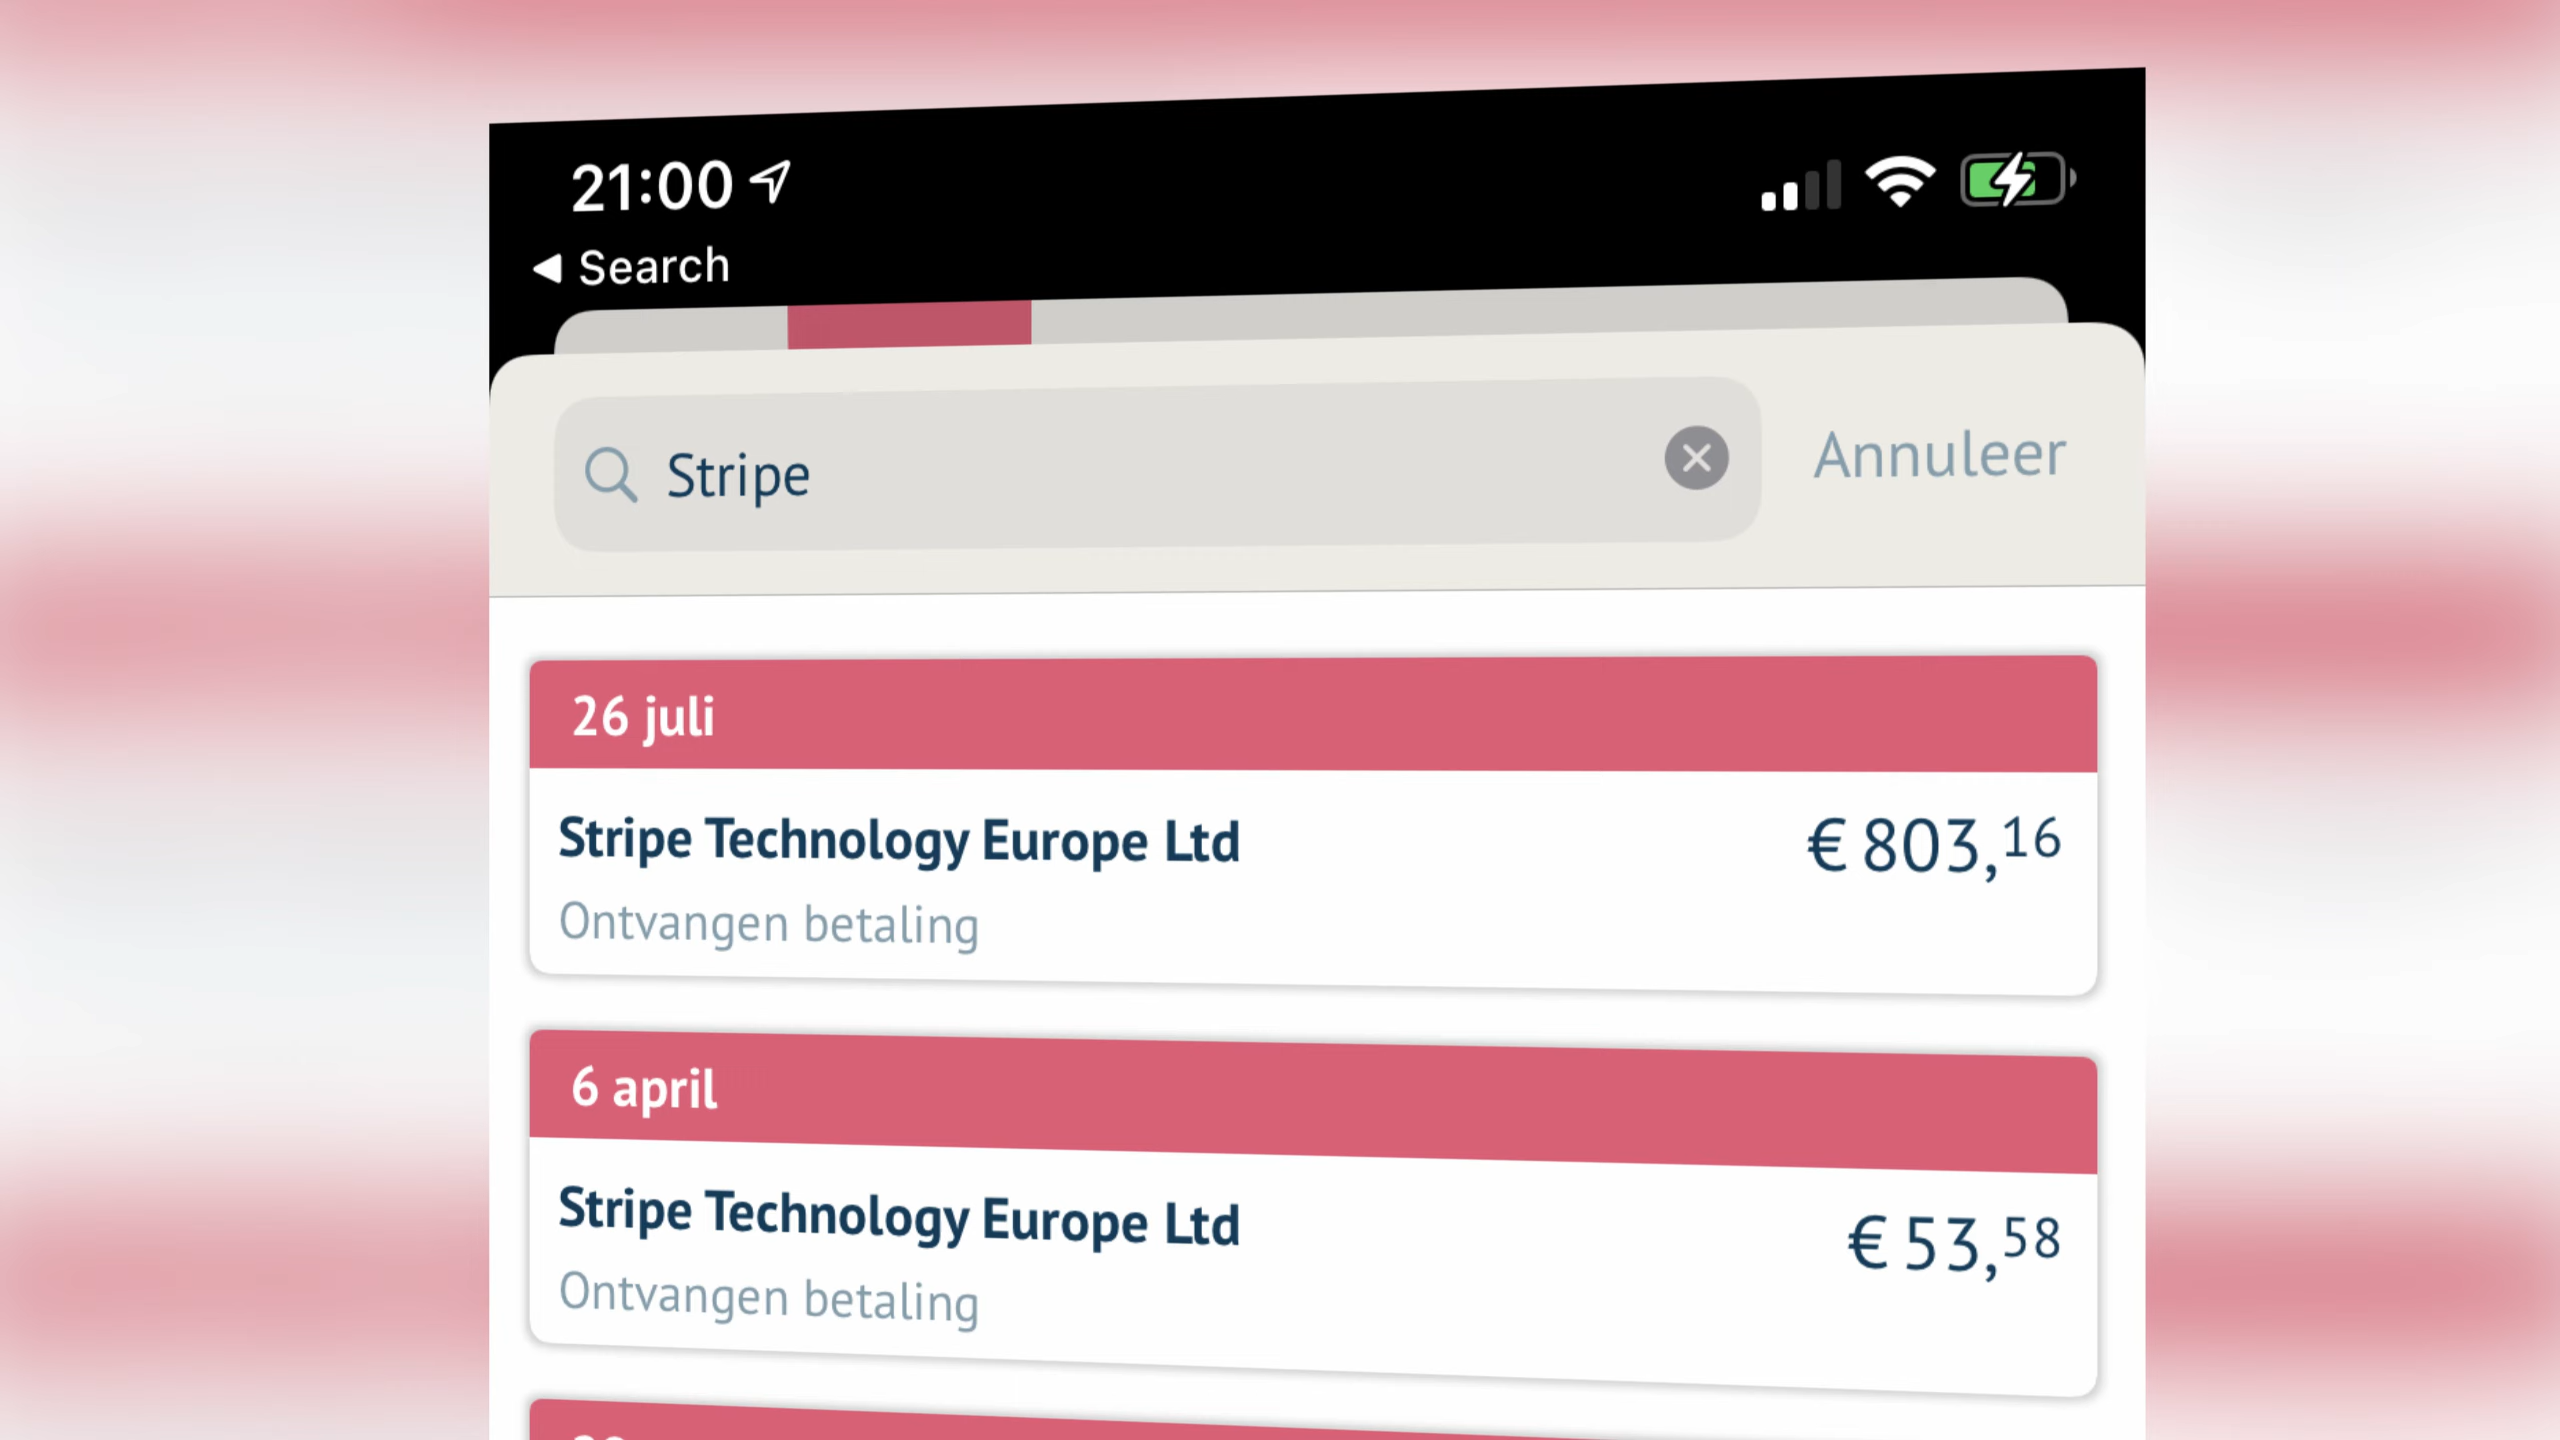 21:00
Search
Stripe
Annuleer
26 juli
Stripe Technology Europe Ltd
€ 803,16
Ontvangen betaling
6 april
Stripe Technology Europe Ltd
€ 53,58
Ontvangen betaling